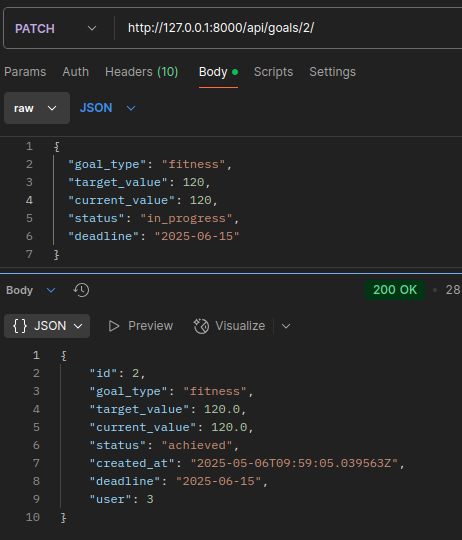 PATCH http://127.0.0.1:8000/api/goals/2/
Params Auth Headers (10) Body Scripts Settings
raw JSON
1 {
2 "goal_type": "fitness",
3 "target_value": 120,
4 "current_value": 120,
5 "status": "in_progress",
6 "deadline": "2025-06-15"
7 }
Body 200 OK 28
{} JSON Preview Visualize
1 {
2 "id": 2,
3 "goal_type": "fitness",
4 "target_value": 120.0,
5 "current_value": 120.0,
6 "status": "achieved",
7 "created_at": "2025-05-06T09:59:05.039563Z",
8 "deadline": "2025-06-15",
9 "user": 3
10 }